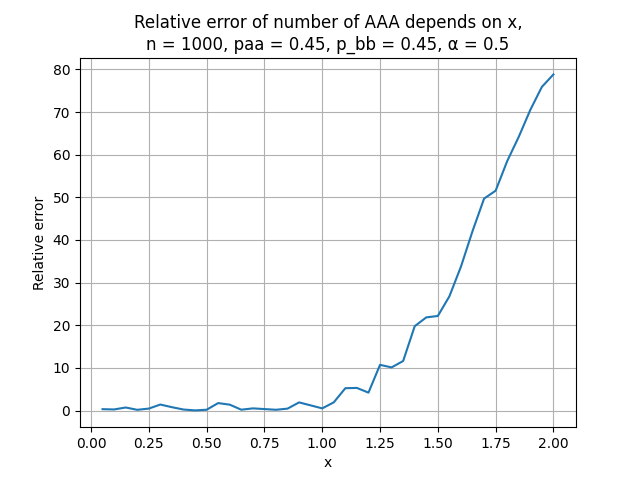 Relative error of number of AAA depends on x,
n = 1000, paa = 0.45, p_bb = 0.45, α = 0.5
80
70
60
50
40
30
20
10
0
Relative error
0.00 0.25 0.50 0.75 1.00 1.25 1.50 1.75 2.00
x